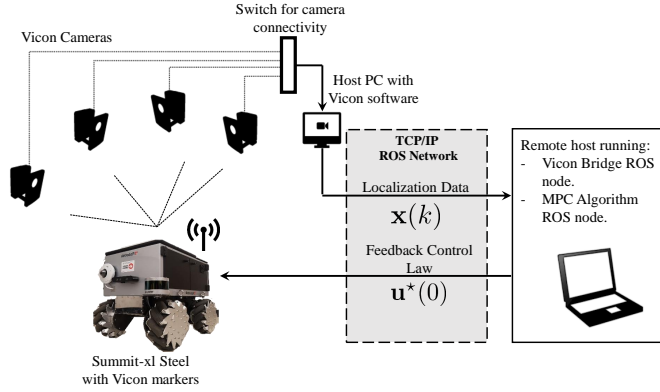 Switch for camera
connectivity
Vicon Cameras
Host PC with
Vicon software
TCP/IP
ROS Network
Remote host running:
- Vicon Bridge ROS
node.
- MPC Algorithm
ROS node.
Localization Data
x(k)
Feedback Control
Law
u*(0)
Summit-xl Steel
with Vicon markers